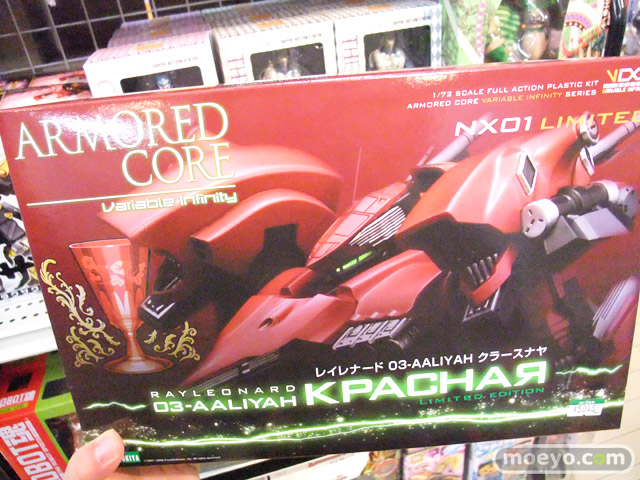 ARMORED
CORE
Variable Infinity
1/72 SCALE FULL ACTION PLASTIC KIT
ARMORED CORE VARIABLE INFINITY SERIES
NX01 LIMITED
レイレナード 03-AALIYAH クラースナヤ
RAYLEONARD
03-AALIYAH КРАСНАЯ
LIMITED EDITION
moeyo.com